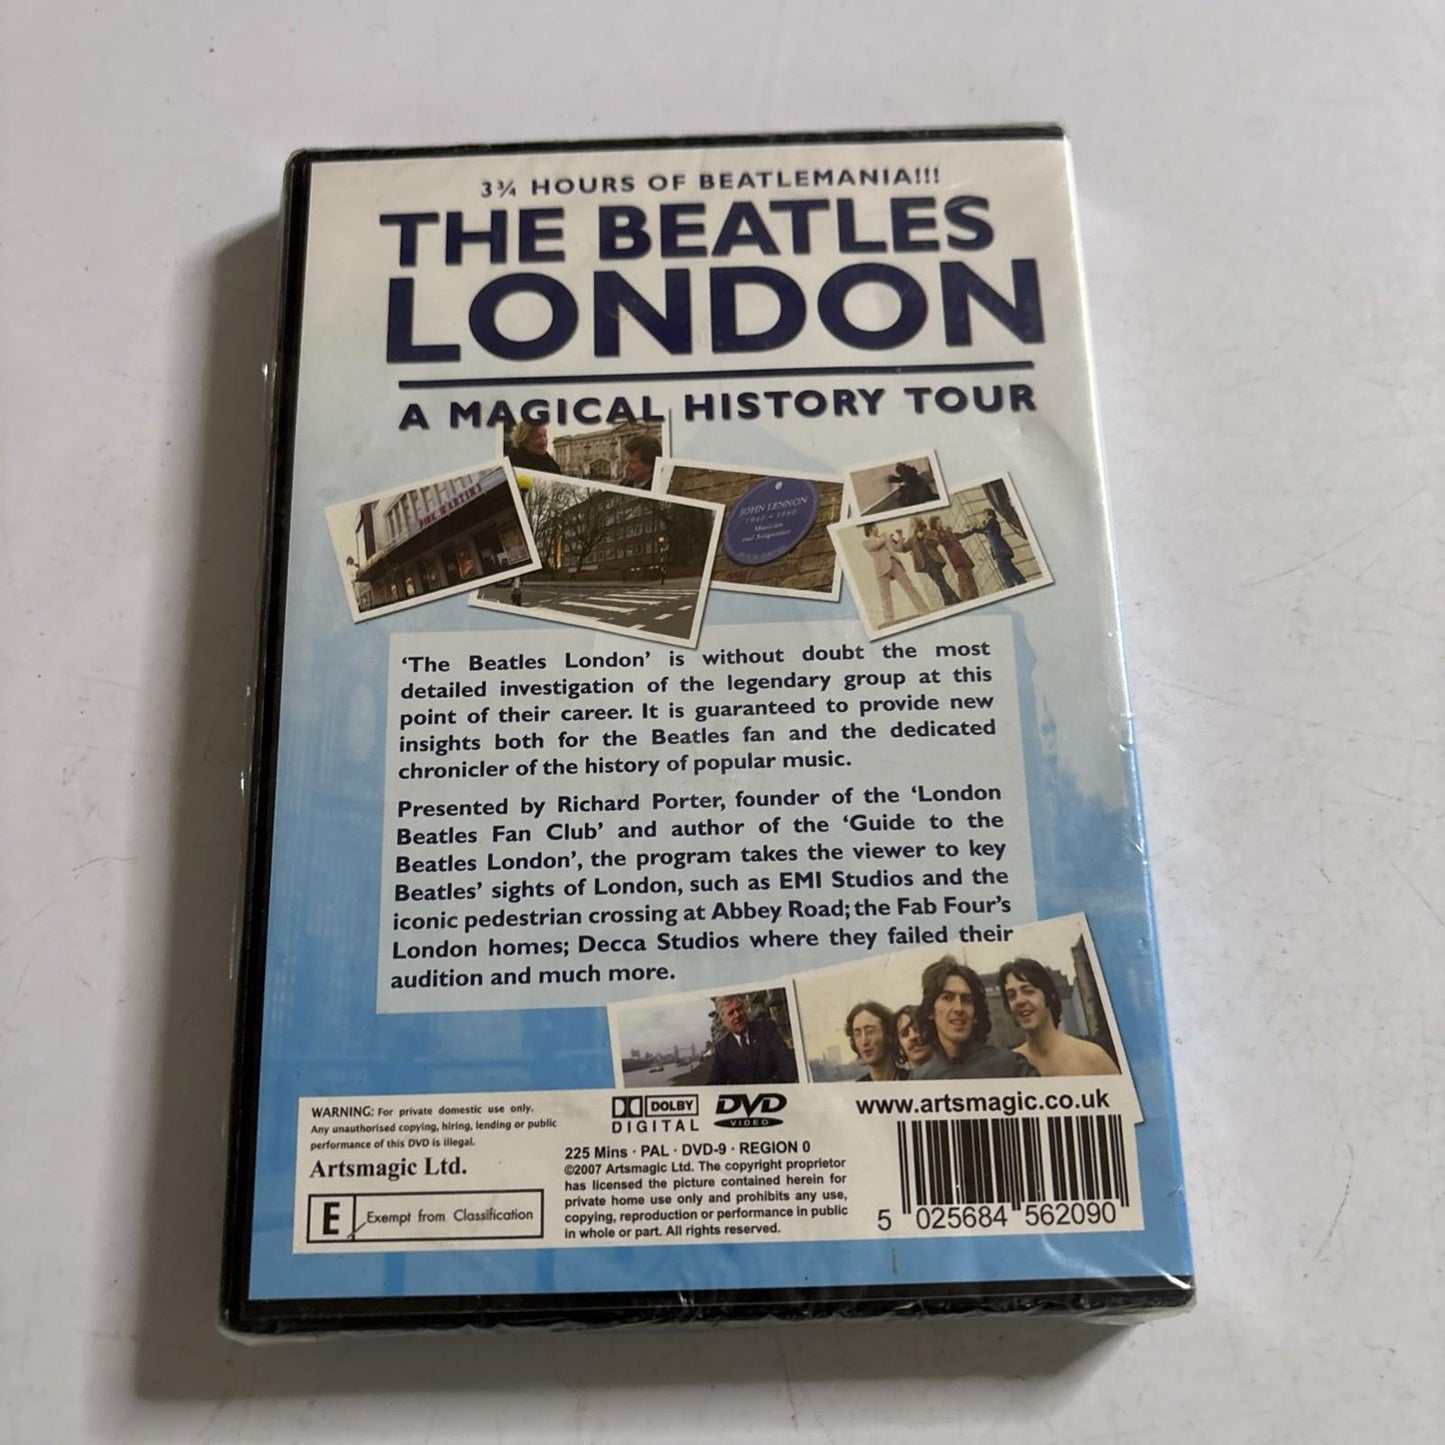 3¾ HOURS OF BEATLEMANIA!!!
THE BEATLES
LONDON
A MAGICAL HISTORY TOUR
PINK MARTINI
JOHN LENNON
1940 - 1980
Musician
and Songwriter
‘The Beatles London’ is without doubt the most
detailed investigation of the legendary group at this
point of their career. It is guaranteed to provide new
insights both for the Beatles fan and the dedicated
chronicler of the history of popular music.
Presented by Richard Porter, founder of the ‘London
Beatles Fan Club’ and author of the ‘Guide to the
Beatles London’, the program takes the viewer to key
Beatles’ sights of London, such as EMI Studios and the
iconic pedestrian crossing at Abbey Road; the Fab Four’s
London homes; Decca Studios where they failed their
audition and much more.
WARNING: For private domestic use only.
Any unauthorised copying, hiring, lending or public
performance of this DVD is illegal.
Artsmagic Ltd.
E Exempt from Classification
DOLBY
DIGITAL
DVD
VIDEO
225 Mins · PAL · DVD-9 · REGION 0
©2007 Artsmagic Ltd. The copyright proprietor
has licensed the picture contained herein for
private home use only and prohibits any use,
copying, reproduction or performance in public
in whole or part. All rights reserved.
www.artsmagic.co.uk
5 025684 562090